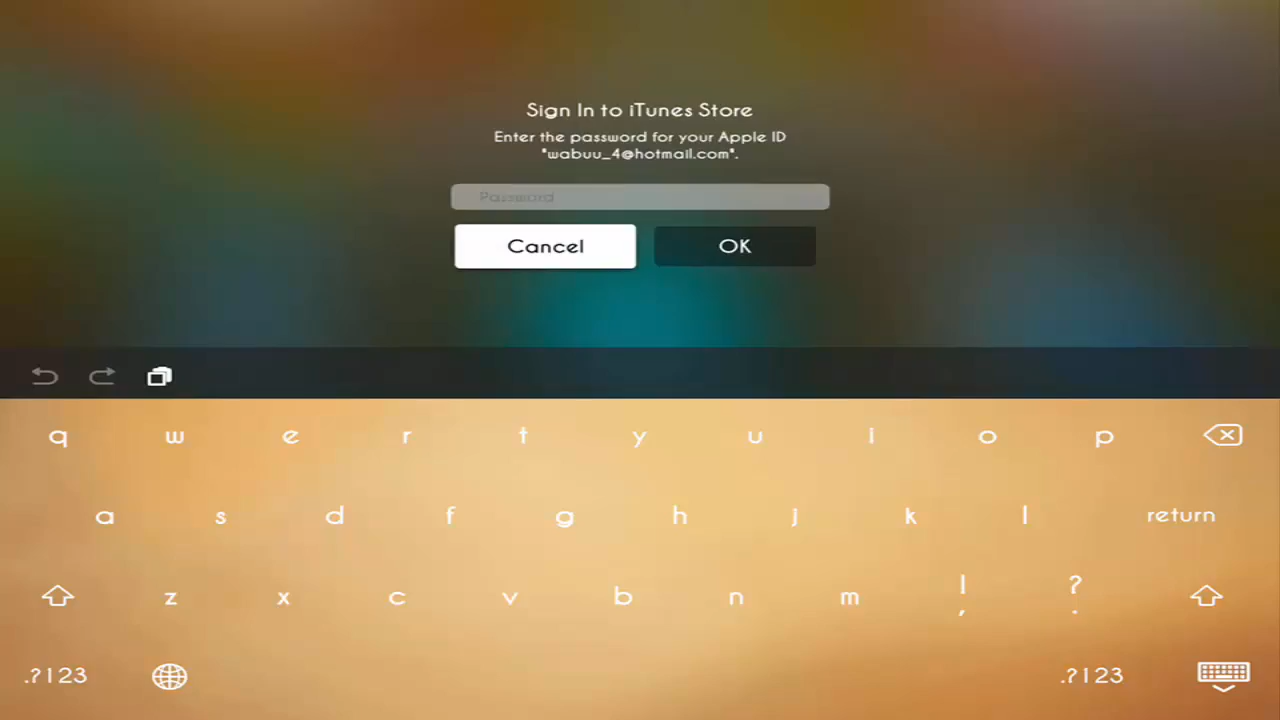 Sign In to iTunes Store
Enter the password for your Apple ID
"wabuu_4@hotmail.com".
Password
Cancel OK
q w e r t y u i o p
a s d f g h j k l return
z x c v b n m ! , ? .
.?123 .?123